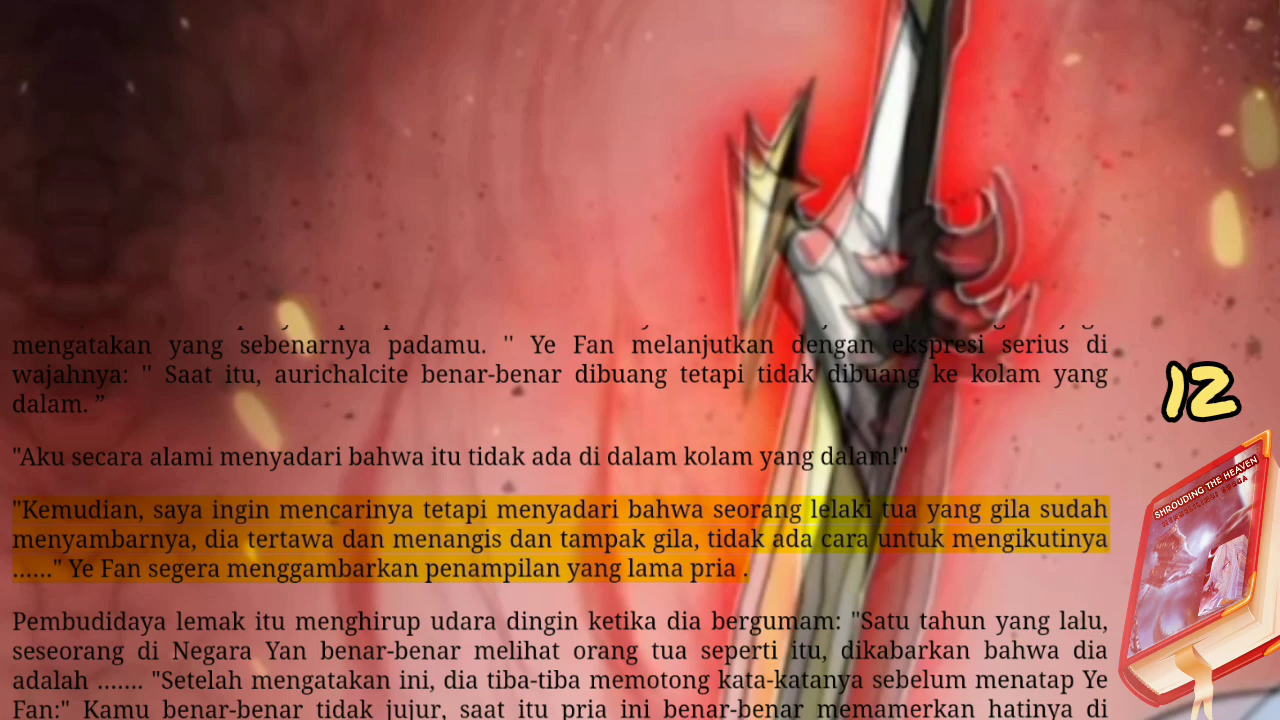 mengatakan yang sebenarnya padamu. " Ye Fan melanjutkan dengan ekspresi serius di
wajahnya: " Saat itu, aurichalcite benar-benar dibuang tetapi tidak dibuang ke kolam yang
dalam. ”
"Aku secara alami menyadari bahwa itu tidak ada di dalam kolam yang dalam!"
"Kemudian, saya ingin mencarinya tetapi menyadari bahwa seorang lelaki tua yang gila sudah
menyambarnya, dia tertawa dan menangis dan tampak gila, tidak ada cara untuk mengikutinya
......" Ye Fan segera menggambarkan penampilan yang lama pria .
Pembudidaya lemak itu menghirup udara dingin ketika dia bergumam: "Satu tahun yang lalu,
seseorang di Negara Yan benar-benar melihat orang tua seperti itu, dikabarkan bahwa dia
adalah ....... "Setelah mengatakan ini, dia tiba-tiba memotong kata-katanya sebelum menatap Ye
Fan:" Kamu benar-benar tidak jujur, saat itu pria ini benar-benar memamerkan hatinya di
12
SHROUDING THE HEAVEN